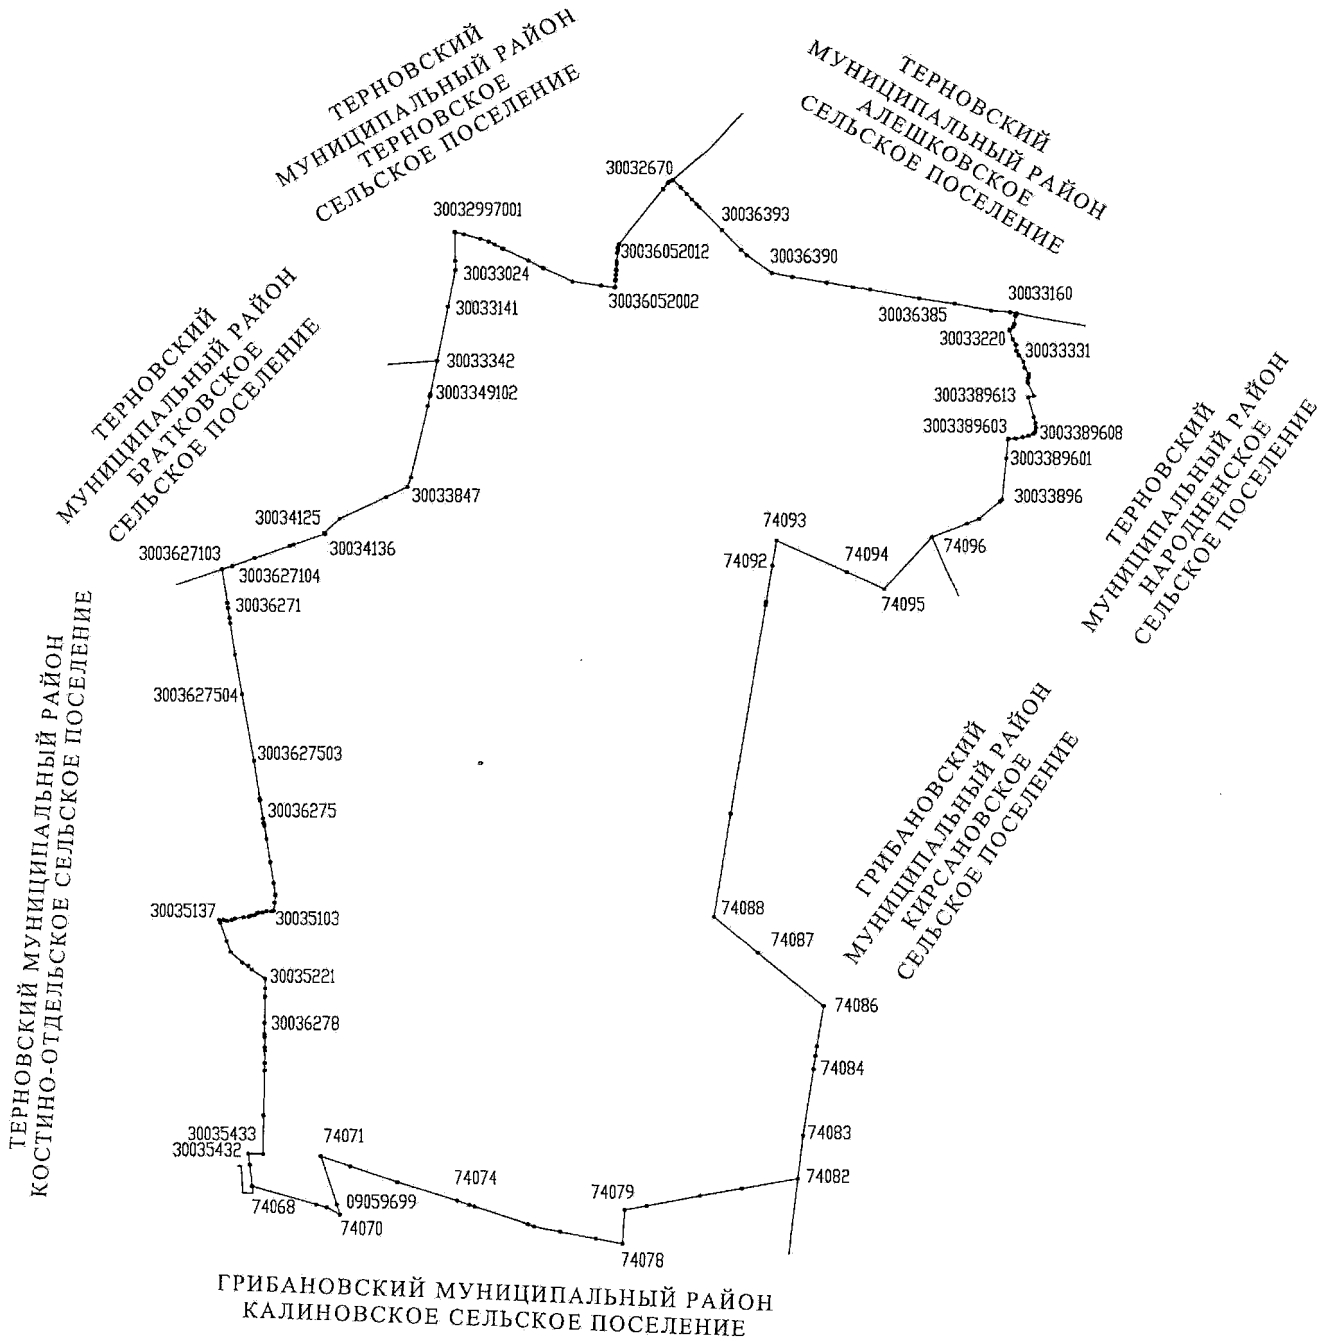 ТЕРНОВСКИЙ
МУНИЦИПАЛЬНЫЙ РАЙОН
ТЕРНОВСКОЕ
СЕЛЬСКОЕ ПОСЕЛЕНИЕ
ТЕРНОВСКИЙ
МУНИЦИПАЛЬНЫЙ РАЙОН
АЛЕШКОВСКОЕ
СЕЛЬСКОЕ ПОСЕЛЕНИЕ
30032670
30032997001
30036393
30036052012
30036390
30033024
30036052002
30033160
30033141
30036385
30033220
30033331
30033342
3003349102
3003389613
3003389603
3003389608
3003389601
30033847
30033896
ТЕРНОВСКИЙ
МУНИЦИПАЛЬНЫЙ РАЙОН
БРАТКОВСКОЕ
СЕЛЬСКОЕ ПОСЕЛЕНИЕ
ТЕРНОВСКИЙ
МУНИЦИПАЛЬНЫЙ РАЙОН
НАРОДНЕНСКОЕ
СЕЛЬСКОЕ ПОСЕЛЕНИЕ
30034125
30034136
74093
74096
3003627103
3003627104
74092
74094
74095
30036271
3003627504
3003627503
30036275
ТЕРНОВСКИЙ МУНИЦИПАЛЬНЫЙ РАЙОН
КОСТИНО-ОТДЕЛЬСКОЕ СЕЛЬСКОЕ ПОСЕЛЕНИЕ
ГРИБАНОВСКИЙ
МУНИЦИПАЛЬНЫЙ РАЙОН
КИРСАНОВСКОЕ
СЕЛЬСКОЕ ПОСЕЛЕНИЕ
30035137
30035103
74088
74087
30035221
74086
30036278
74084
30035433
30035432
74071
74083
74074
74082
74068
09059699
74079
74070
74078
ГРИБАНОВСКИЙ МУНИЦИПАЛЬНЫЙ РАЙОН
КАЛИНОВСКОЕ СЕЛЬСКОЕ ПОСЕЛЕНИЕ